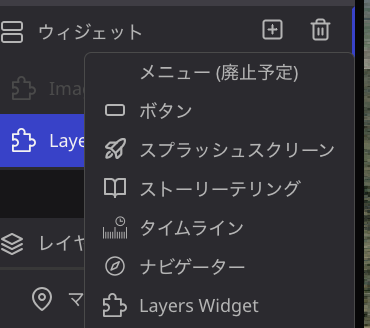 ウィジェット
メニュー (廃止予定)
Imag
ボタン
Laye
スプラッシュスクリーン
ストーリーテリング
タイムライン
レイヤ
ナビゲーター
マ
Layers Widget